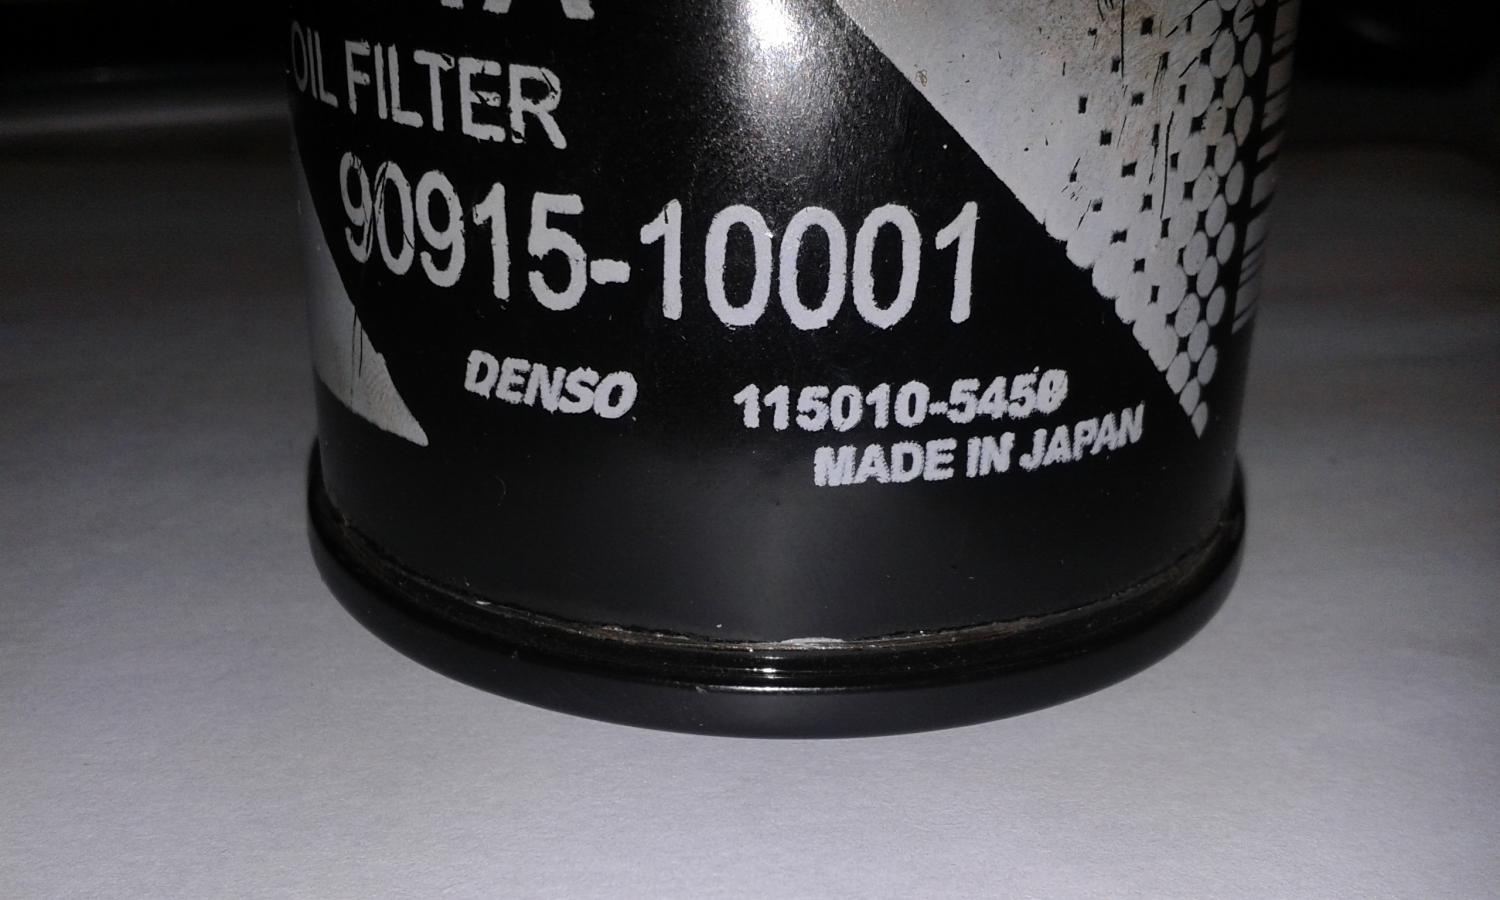 OIL FILTER
90915-10001
DENSO 115010-5450
MADE IN JAPAN